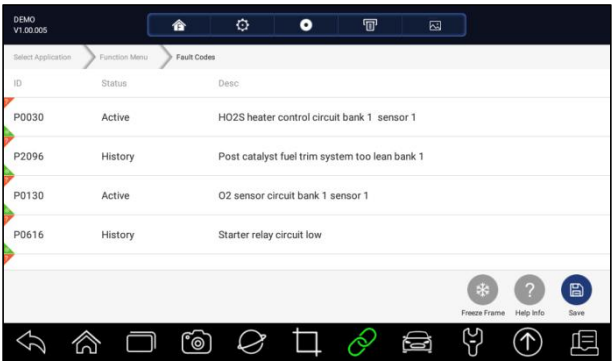 DEMO
V1.00.005
Select Application Function Menu Fault Codes
ID Status Desc
P0030 Active HO2S heater control circuit bank 1 sensor 1
P2096 History Post catalyst fuel trim system too lean bank 1
P0130 Active O2 sensor circuit bank 1 sensor 1
P0616 History Starter relay circuit low
Freeze Frame Help Info Save